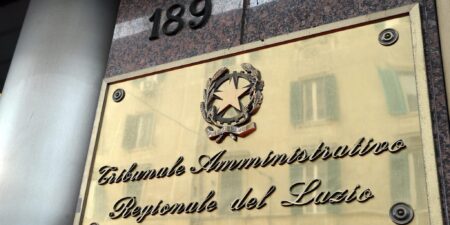 189
Tribunale Amministrativo
Regionale del Lazio